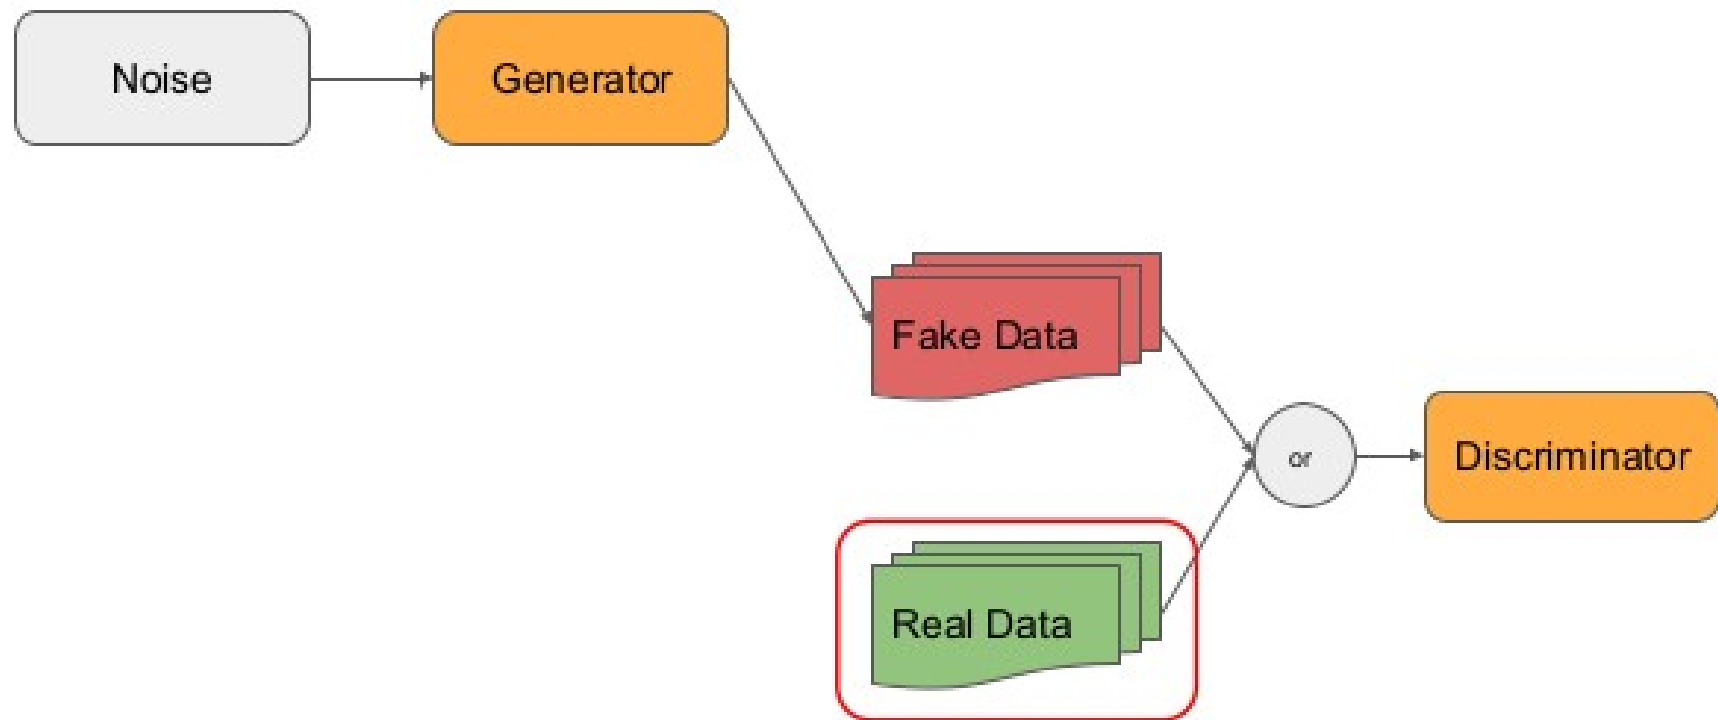 Noise
Generator
Fake Data
or
Discriminator
Real Data